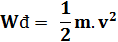 Wđ = 1/2 m.v²